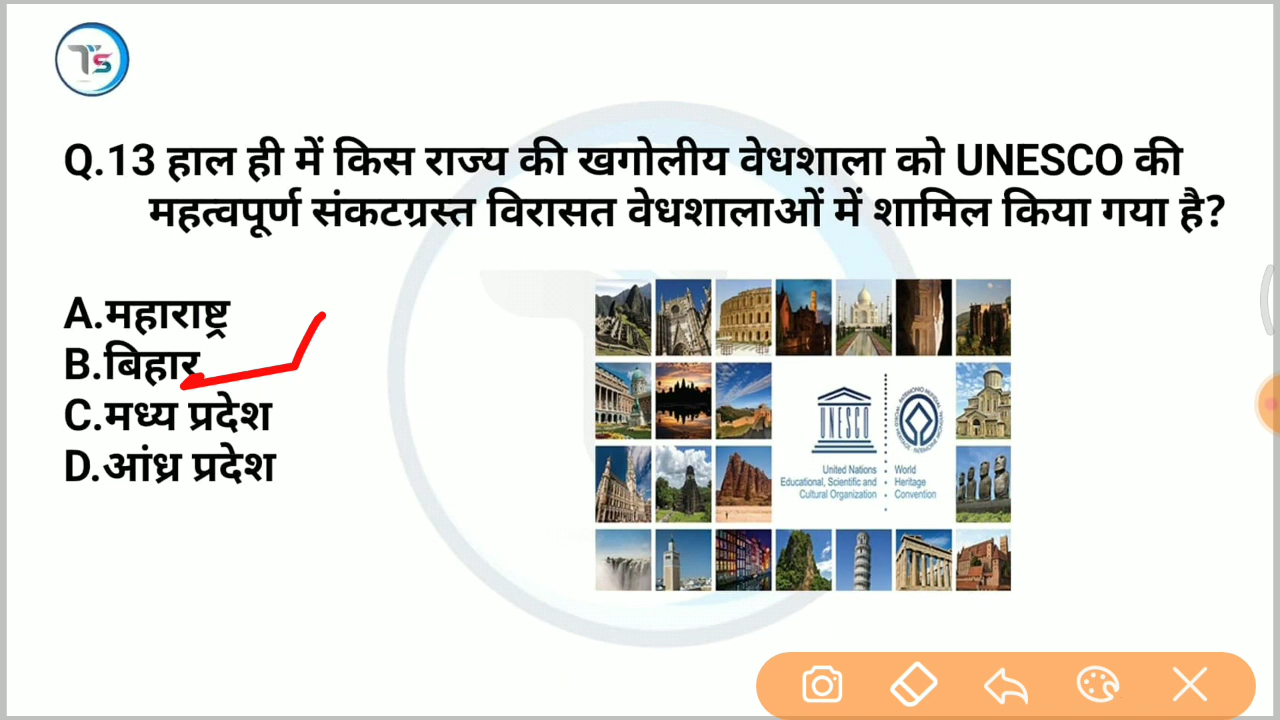 TS
Q.13 हाल ही में किस राज्य की खगोलीय वेधशाला को UNESCO की
महत्वपूर्ण संकटग्रस्त विरासत वेधशालाओं में शामिल किया गया है?
A.महाराष्ट्र
B.बिहार
C.मध्य प्रदेश
D.आंध्र प्रदेश
UNESCO
United Nations
Educational, Scientific and
Cultural Organization
World
Heritage
Convention